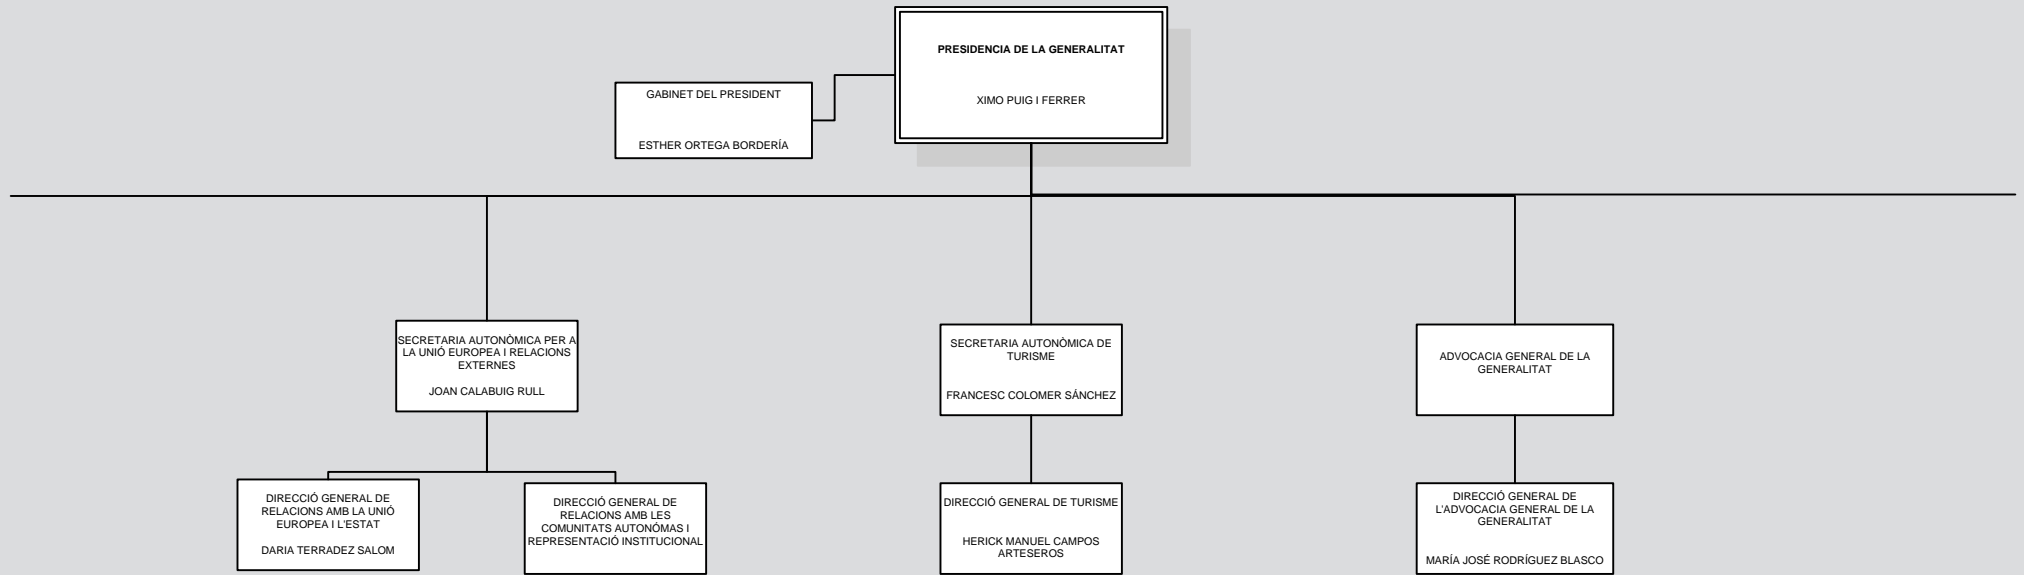 PRESIDENCIA DE LA GENERALITAT
XIMO PUIG I FERRER
GABINET DEL PRESIDENT
ESTHER ORTEGA BORDERÍA
SECRETARIA AUTONÒMICA PER A
LA UNIÓ EUROPEA I RELACIONS
EXTERNES
JOAN CALABUIG RULL
SECRETARIA AUTONÒMICA DE
TURISME
FRANCESC COLOMER SÁNCHEZ
ADVOCACIA GENERAL DE LA
GENERALITAT
DIRECCIÓ GENERAL DE
RELACIONS AMB LA UNIÓ
EUROPEA I L'ESTAT
DARIA TERRADEZ SALOM
DIRECCIÓ GENERAL DE
RELACIONS AMB LES
COMUNITATS AUTONÓMAS I
REPRESENTACIÓ INSTITUCIONAL
DIRECCIÓ GENERAL DE TURISME
HERICK MANUEL CAMPOS
ARTESEROS
DIRECCIÓ GENERAL DE
L'ADVOCACIA GENERAL DE LA
GENERALITAT
MARÍA JOSÉ RODRÍGUEZ BLASCO